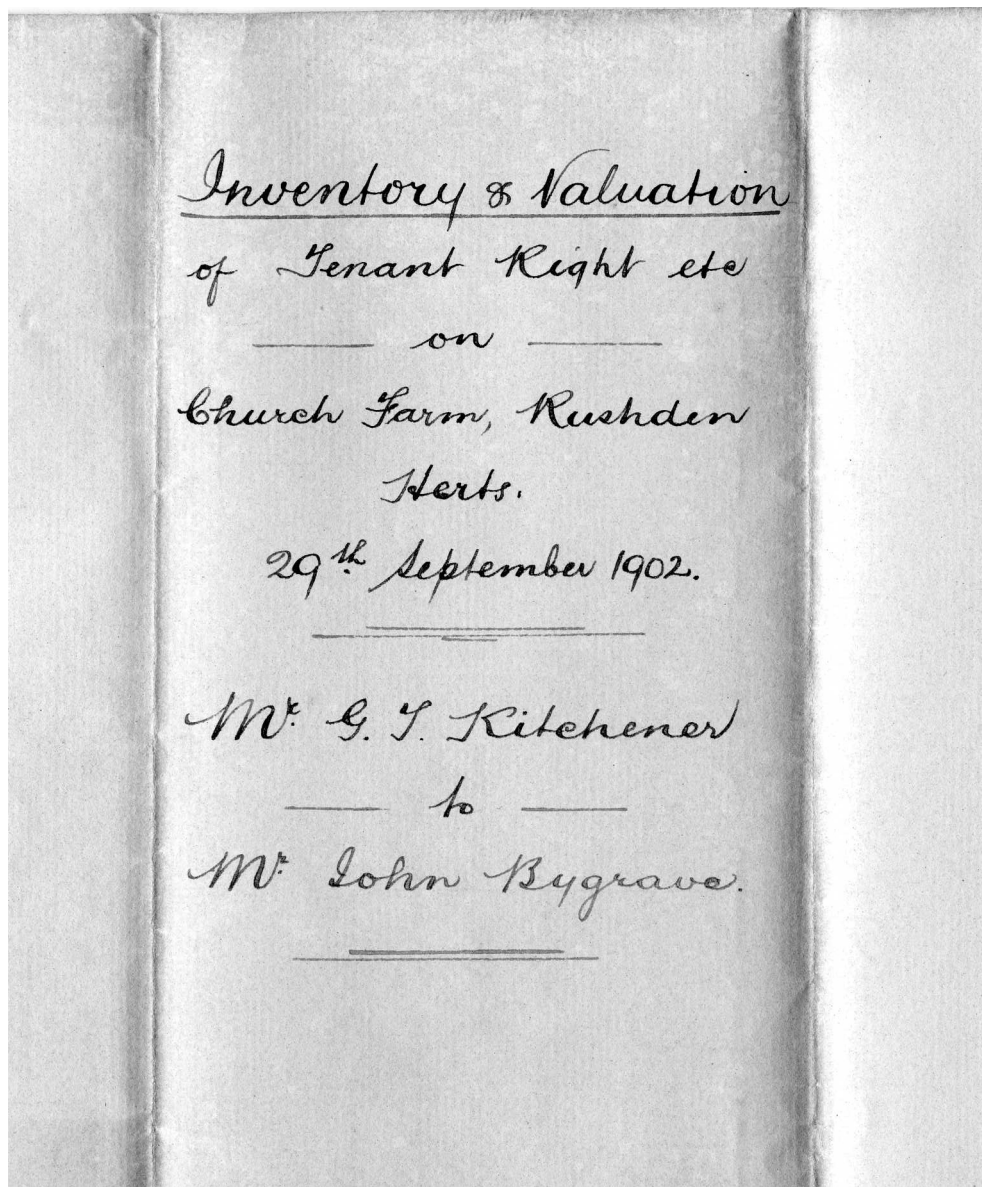 Inventory & Valuation
of Tenant Right etc
on
Church Farm, Rushden
Herts.
29th September 1902.
Mr. G. T. Kitchener
to
Mr. John Bygrave.